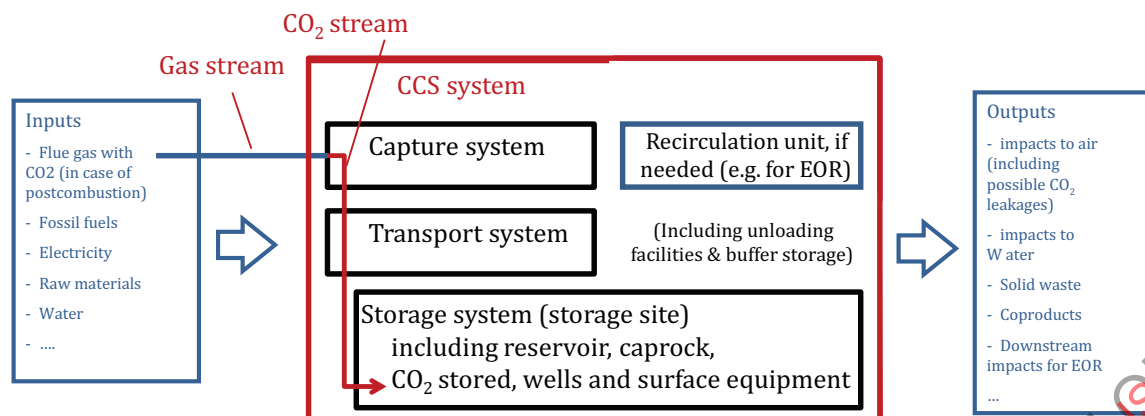 CO₂ stream
Gas stream
Inputs
- Flue gas with
CO2 (in case of
postcombustion)
- Fossil fuels
- Electricity
- Raw materials
- Water
- ....
CCS system
Capture system
Recirculation unit, if
needed (e.g. for EOR)
Transport system
(Including unloading
facilities & buffer storage)
Storage system (storage site)
including reservoir, caprock,
CO₂ stored, wells and surface equipment
Outputs
- impacts to air
(including
possible CO₂
leakages)
- impacts to
W ater
- Solid waste
- Coproducts
- Downstream
impacts for EOR
...